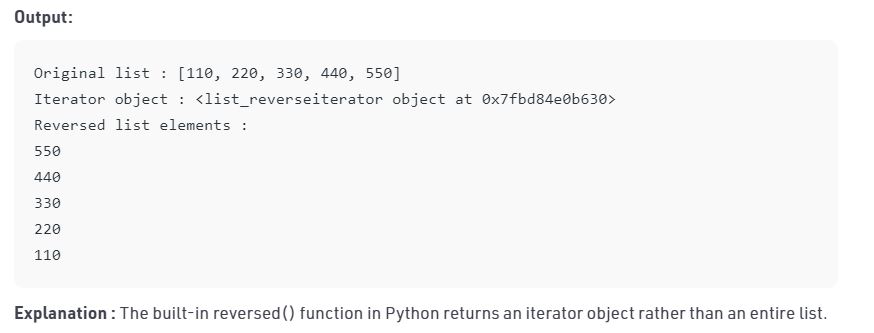 Output:
Original list : [110, 220, 330, 440, 550]
Iterator object : <list_reverseiterator object at 0x7fbd84e0b630>
Reversed list elements :
550
440
330
220
110
Explanation : The built-in reversed() function in Python returns an iterator object rather than an entire list.